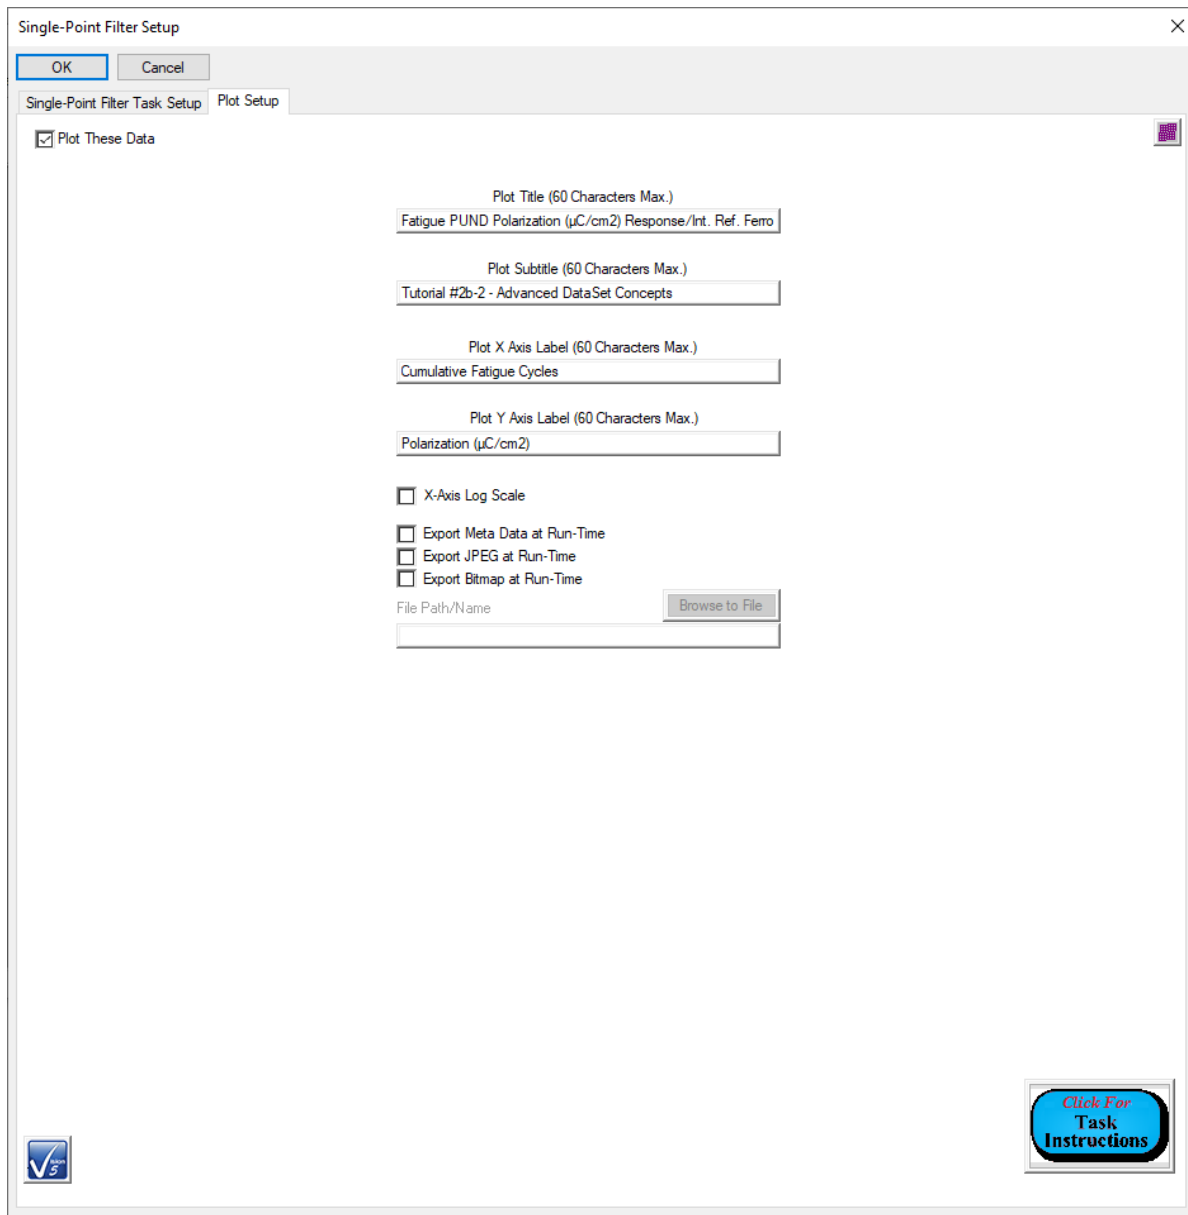 Single-Point Filter Setup
OK Cancel
Single-Point Filter Task Setup Plot Setup
Plot These Data
Plot Title (60 Characters Max.)
Fatigue PUND Polarization (µC/cm2) Response/Int. Ref. Ferro
Plot Subtitle (60 Characters Max.)
Tutorial #2b-2 - Advanced DataSet Concepts
Plot X Axis Label (60 Characters Max.)
Cumulative Fatigue Cycles
Plot Y Axis Label (60 Characters Max.)
Polarization (µC/cm2)
X-Axis Log Scale
Export Meta Data at Run-Time
Export JPEG at Run-Time
Export Bitmap at Run-Time
File Path/Name Browse to File
Click For
Task
Instructions
Vision
5